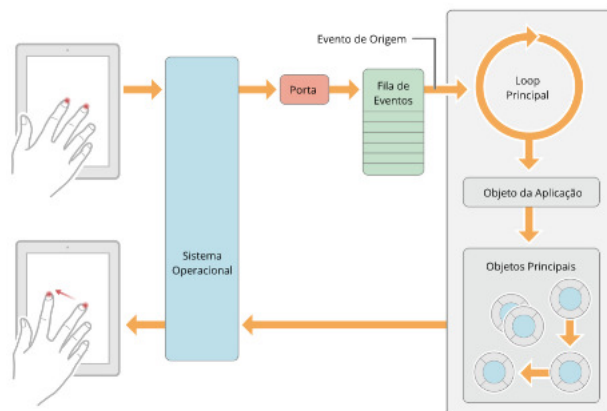 Evento de Origem
Porta
Fila de
Eventos
Loop
Principal
Objeto da Aplicação
Sistema
Operacional
Objetos Principais